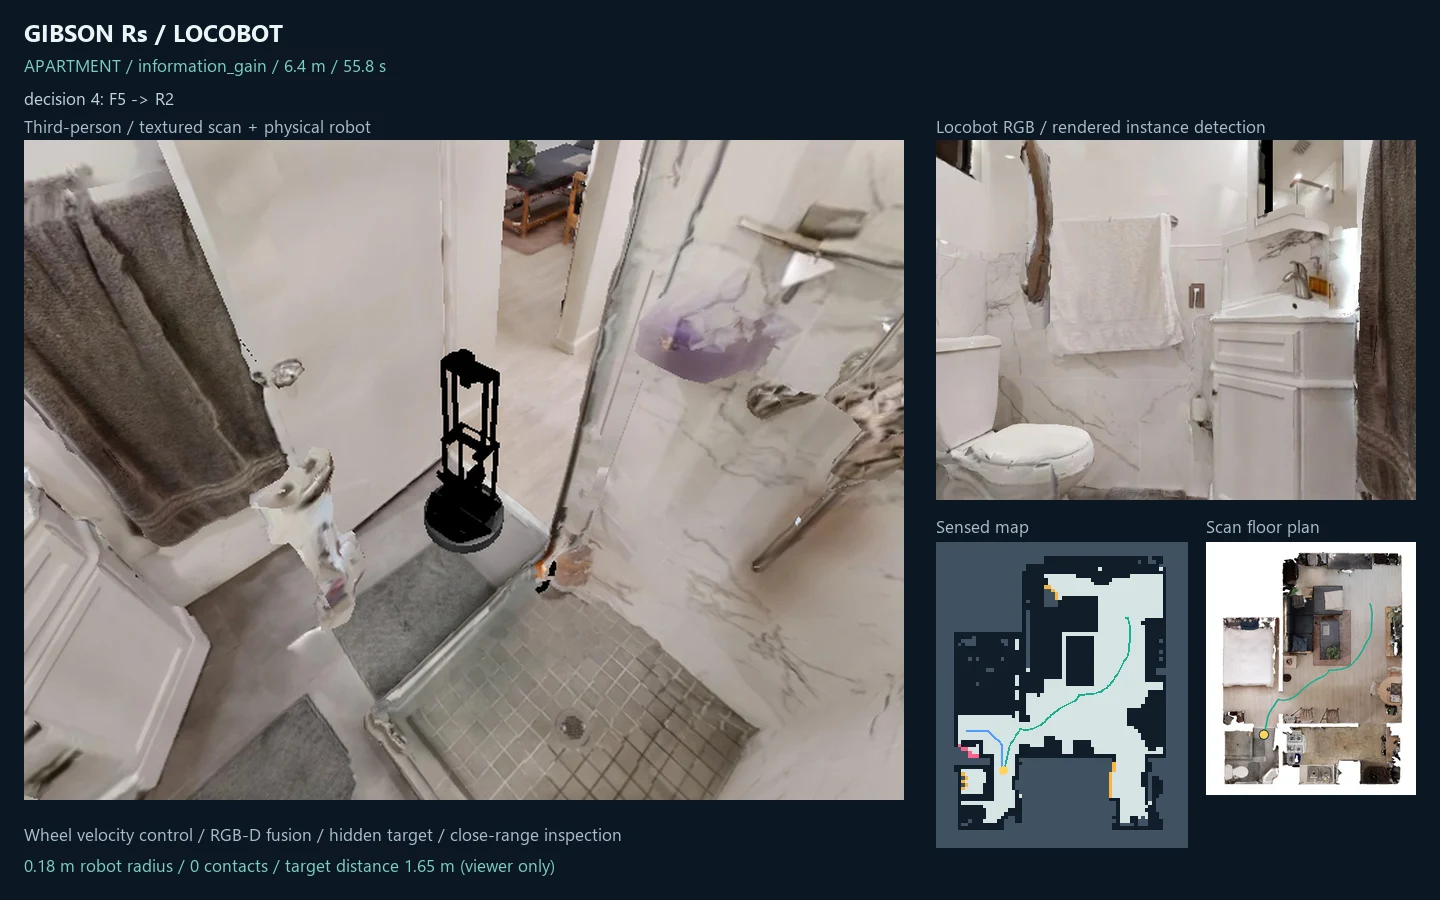 GIBSON Rs / LOCOBOT
APARTMENT / information_gain / 6.4 m / 55.8 s
decision 4: F5 -> R2
Third-person / textured scan + physical robot
Locobot RGB / rendered instance detection
Sensed map
Scan floor plan
Wheel velocity control / RGB-D fusion / hidden target / close-range inspection
0.18 m robot radius / 0 contacts / target distance 1.65 m (viewer only)